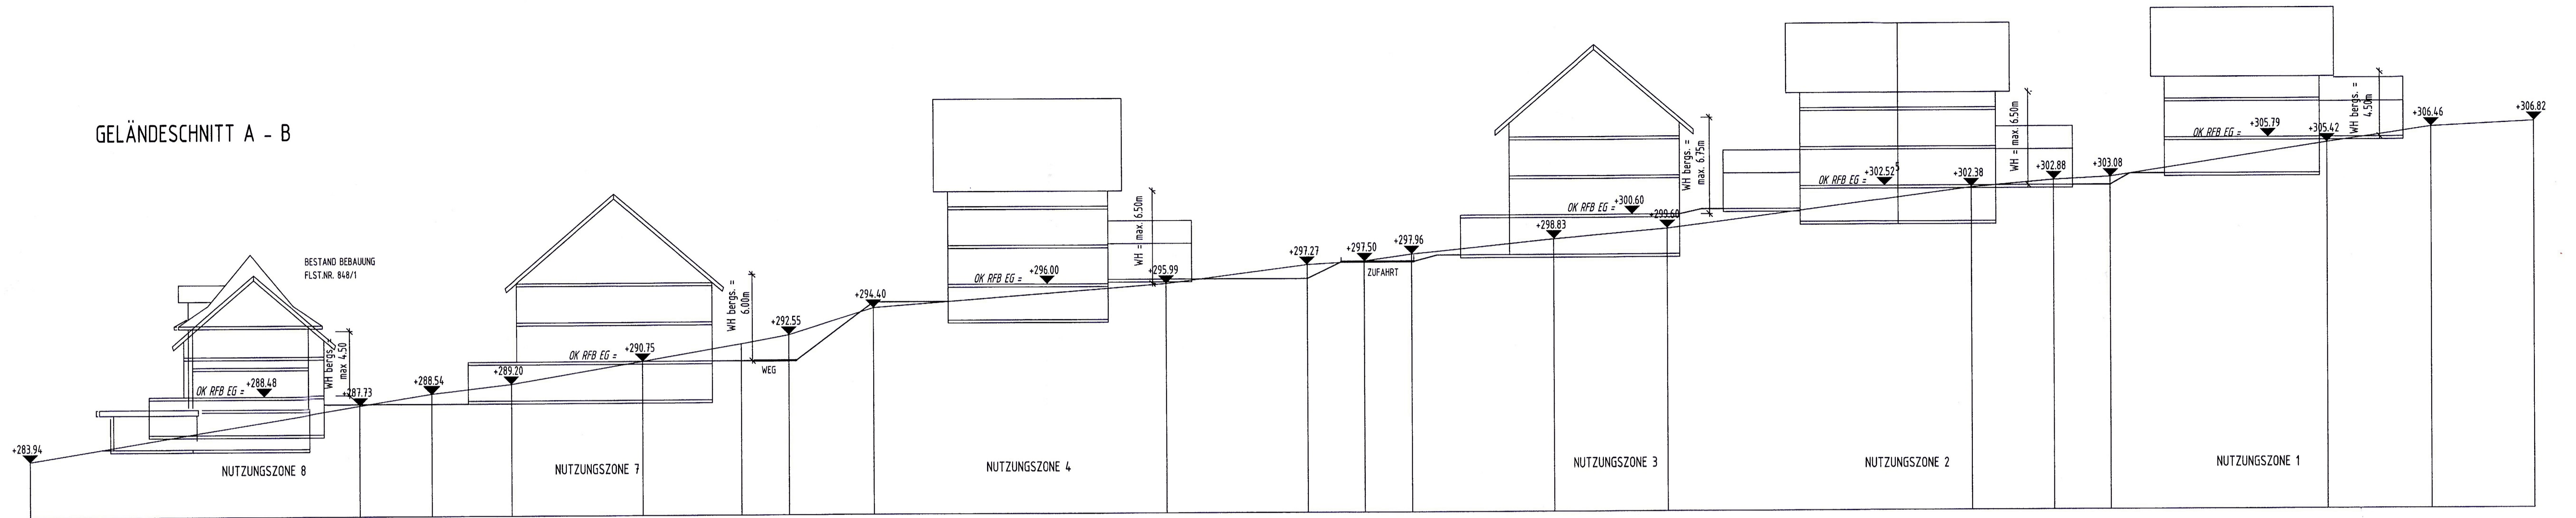 GELÄNDESCHNITT A - B
BESTAND BEBAUUNG
FLST.NR. 848/1
+283.94
OK RFB EG = +288.48
WH bergs. =
max 4.50
+287.73
NUTZUNGSZONE 8
+288.54
+289.20
OK RFB EG =
+290.75
NUTZUNGSZONE 7
WH bergs. =
6.00m
WEG
+292.55
+294.40
OK RFB EG = +296.00
NUTZUNGSZONE 4
WH = max. 6.50m
+295.99
+297.27
+297.50
ZUFAHRT
+297.96
+298.83
OK RFB EG = +300.60
NUTZUNGSZONE 3
+299.60
WH bergs. =
max. 6.75m
OK RFB EG = +302.52⁵
NUTZUNGSZONE 2
+302.38
WH = max. 6.50m
+302.88
+303.08
OK RFB EG = +305.79
NUTZUNGSZONE 1
+305.42
WH bergs. =
4.50m
+306.46
+306.82